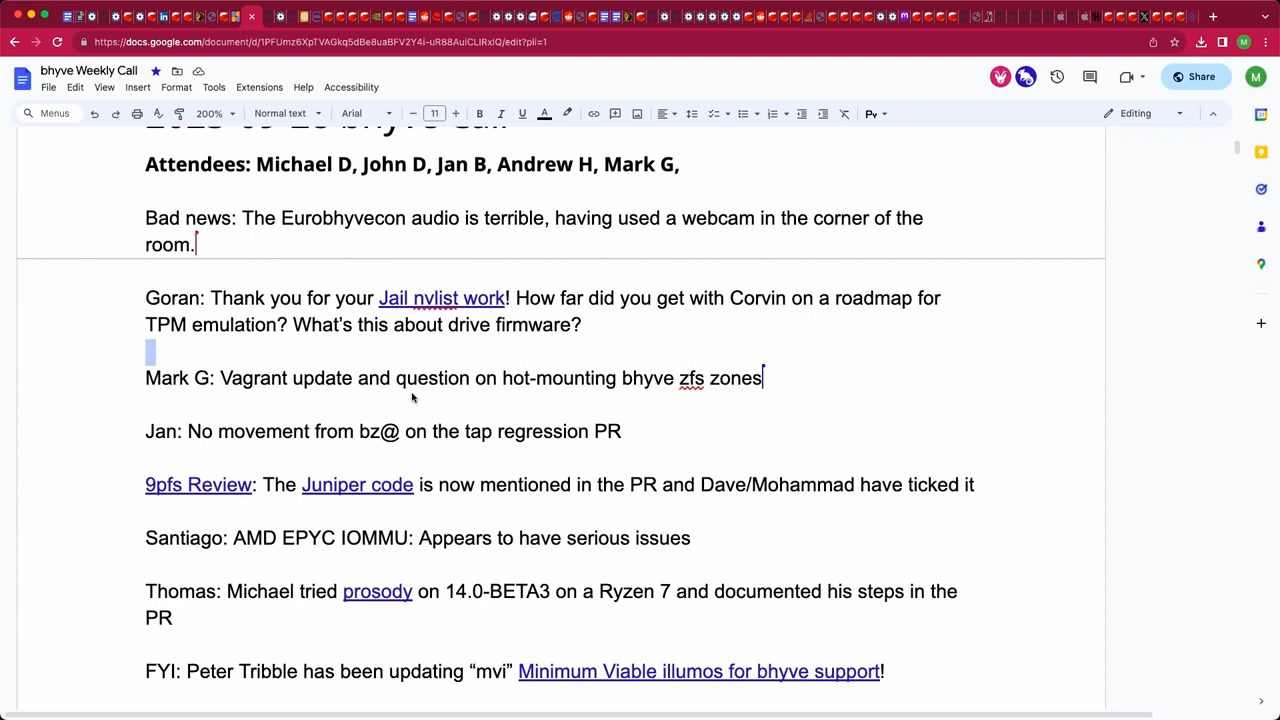 https://docs.google.com/document/d/1PFUmz6XpTVAGkq5dBe8uaBFV2Y4i-uR88AuiCLlRxlQ/edit?pli=1
bhyve Weekly Call
File Edit View Insert Format Tools Extensions Help Accessibility
Share
M
Menus 200% Normal text Arial 11 B I U A Editing
bhyve Call
Attendees: Michael D, John D, Jan B, Andrew H, Mark G,
Bad news: The Eurobhyvecon audio is terrible, having used a webcam in the corner of the
room.
Goran: Thank you for your Jail nvlist work! How far did you get with Corvin on a roadmap for
TPM emulation? What’s this about drive firmware?
Mark G: Vagrant update and question on hot-mounting bhyve zfs zones
Jan: No movement from bz@ on the tap regression PR
9pfs Review: The Juniper code is now mentioned in the PR and Dave/Mohammad have ticked it
Santiago: AMD EPYC IOMMU: Appears to have serious issues
Thomas: Michael tried prosody on 14.0-BETA3 on a Ryzen 7 and documented his steps in the
PR
FYI: Peter Tribble has been updating “mvi” Minimum Viable illumos for bhyve support!